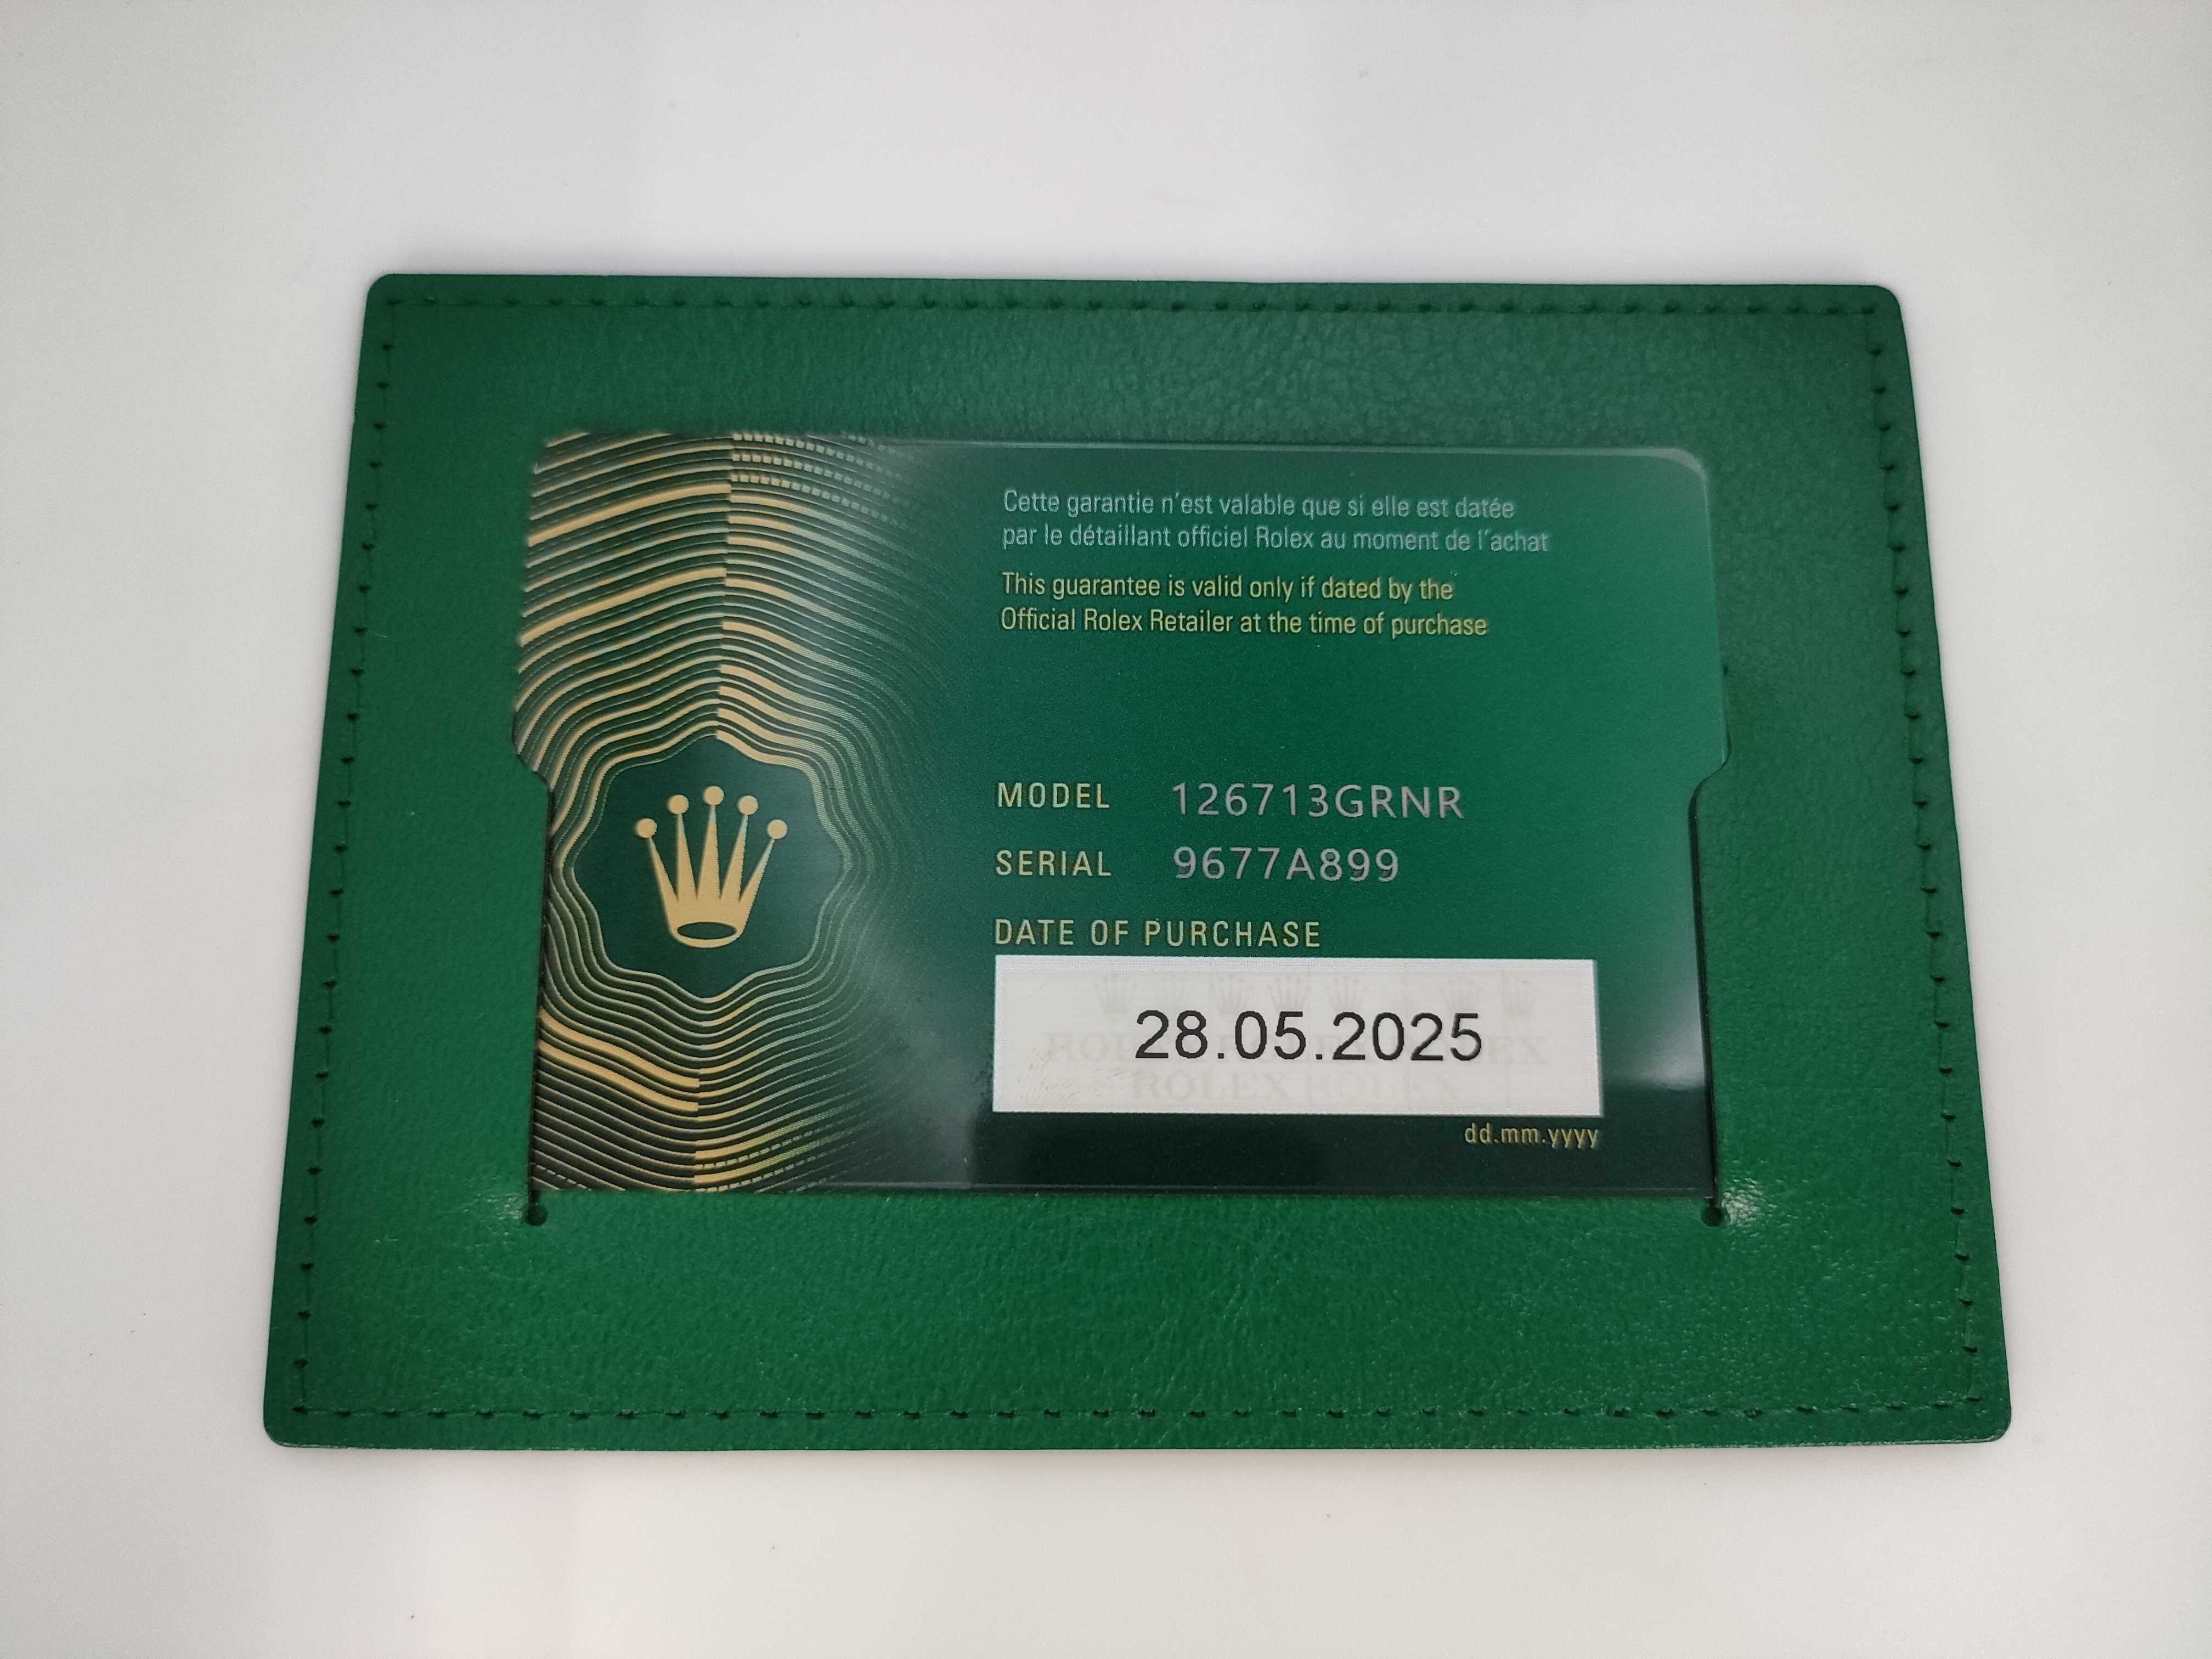 Cette garantie n'est valable que si elle est datée
par le détaillant officiel Rolex au moment de l'achat
This guarantee is valid only if dated by the
Official Rolex Retailer at the time of purchase
MODEL 126713GRNR
SERIAL 9677A899
DATE OF PURCHASE
28.05.2025
ROLEX ROLEX
dd.mm.yyyy